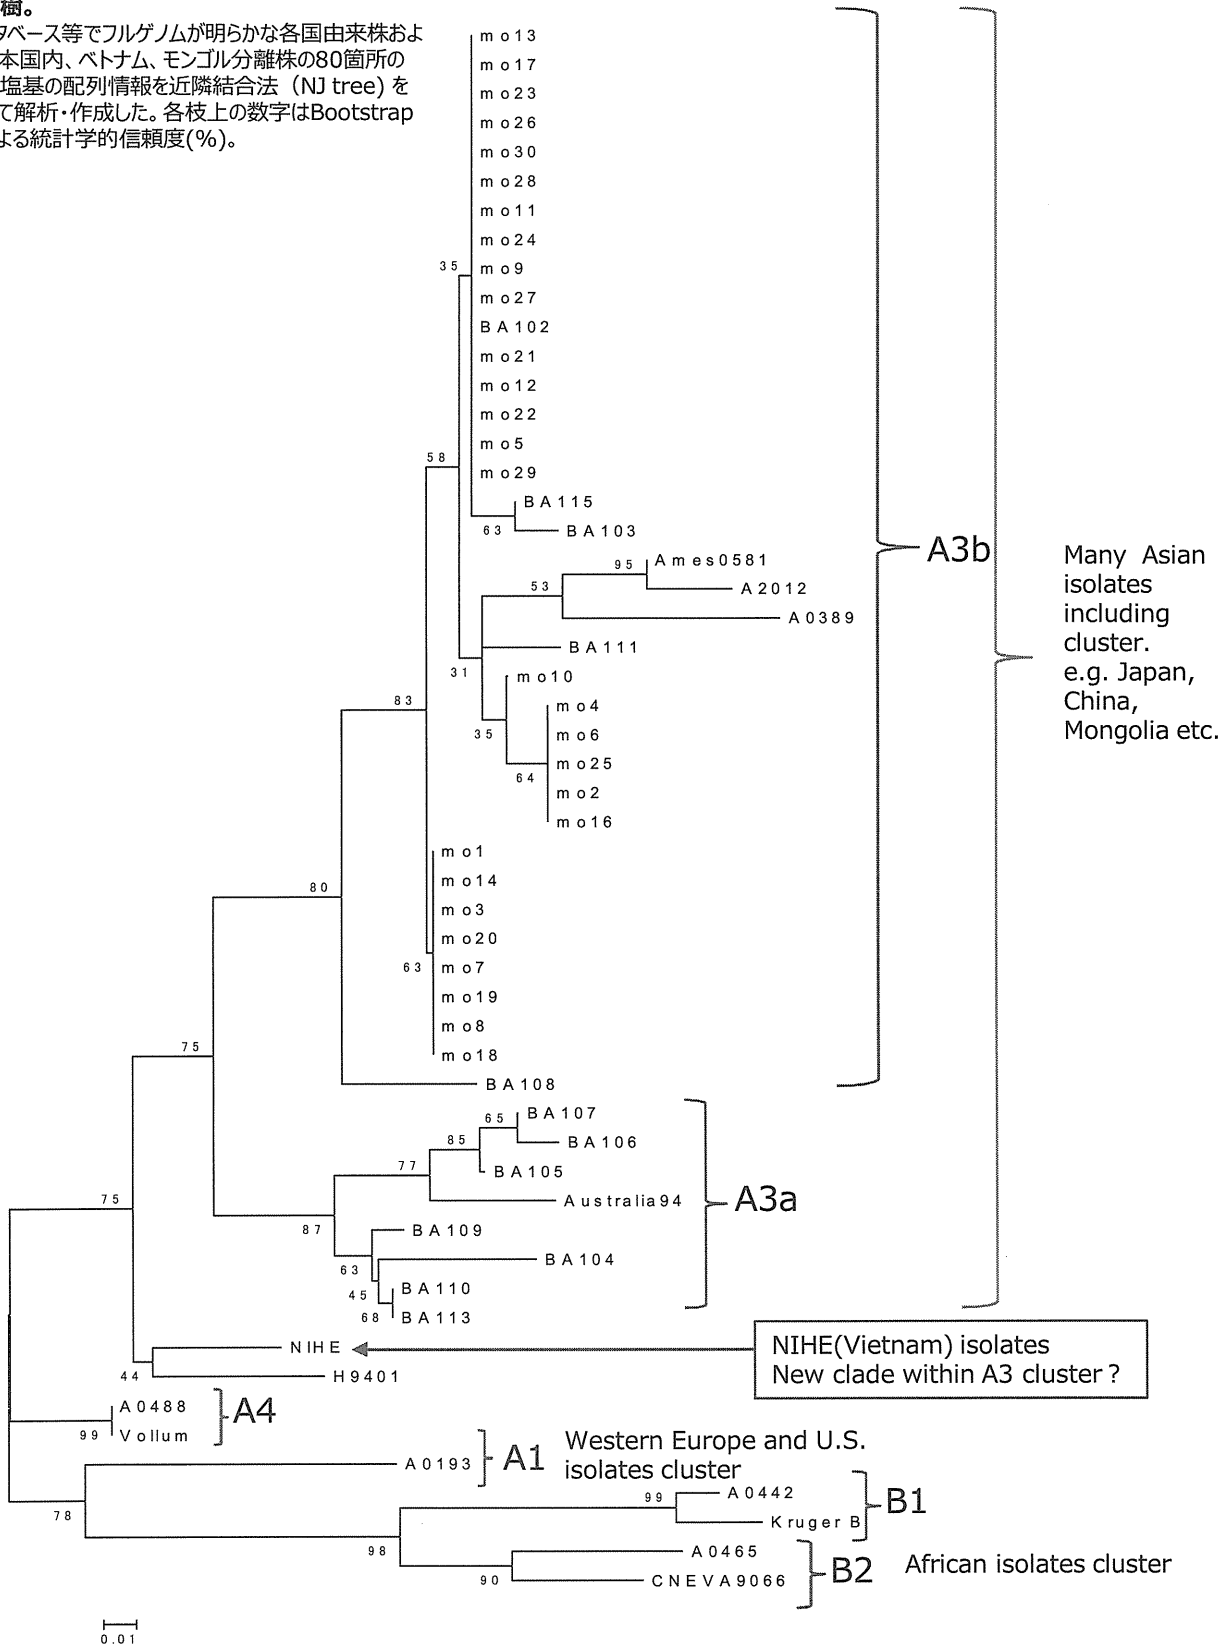 樹。
タベース等でフルゲノムが明らかな各国由来株およ
本国内、ベトナム、モンゴル分離株の80箇所の
塩基の配列情報を近隣結合法（NJ tree) を
て解析・作成した。各枝上の数字はBootstrap
よる統計学的信頼度(%)。
mo13
mo17
mo23
mo26
mo30
mo28
mo11
mo24
35
mo9
mo27
BA102
mo21
mo12
mo22
mo5
58
mo29
BA115
63
BA103
A3b
Many Asian
isolates
including
cluster.
e.g. Japan,
China,
Mongolia etc.
95
Ames0581
53
A2012
A0389
BA111
31
mo10
83
mo4
35
mo6
mo25
64
mo2
mo16
mo1
80
mo14
mo3
mo20
63
mo7
mo19
mo8
75
mo18
BA108
65
BA107
85
BA106
77
BA105
75
Australia94
A3a
87
BA109
63
BA104
45
BA110
68
BA113
NIHE
NIHE(Vietnam) isolates
New clade within A3 cluster ?
44
H9401
A0488
A4
99
Vollum
A0193
A1
Western Europe and U.S.
isolates cluster
78
99
A0442
B1
Kruger B
98
A0465
B2
African isolates cluster
90
CNEVA9066
0.01